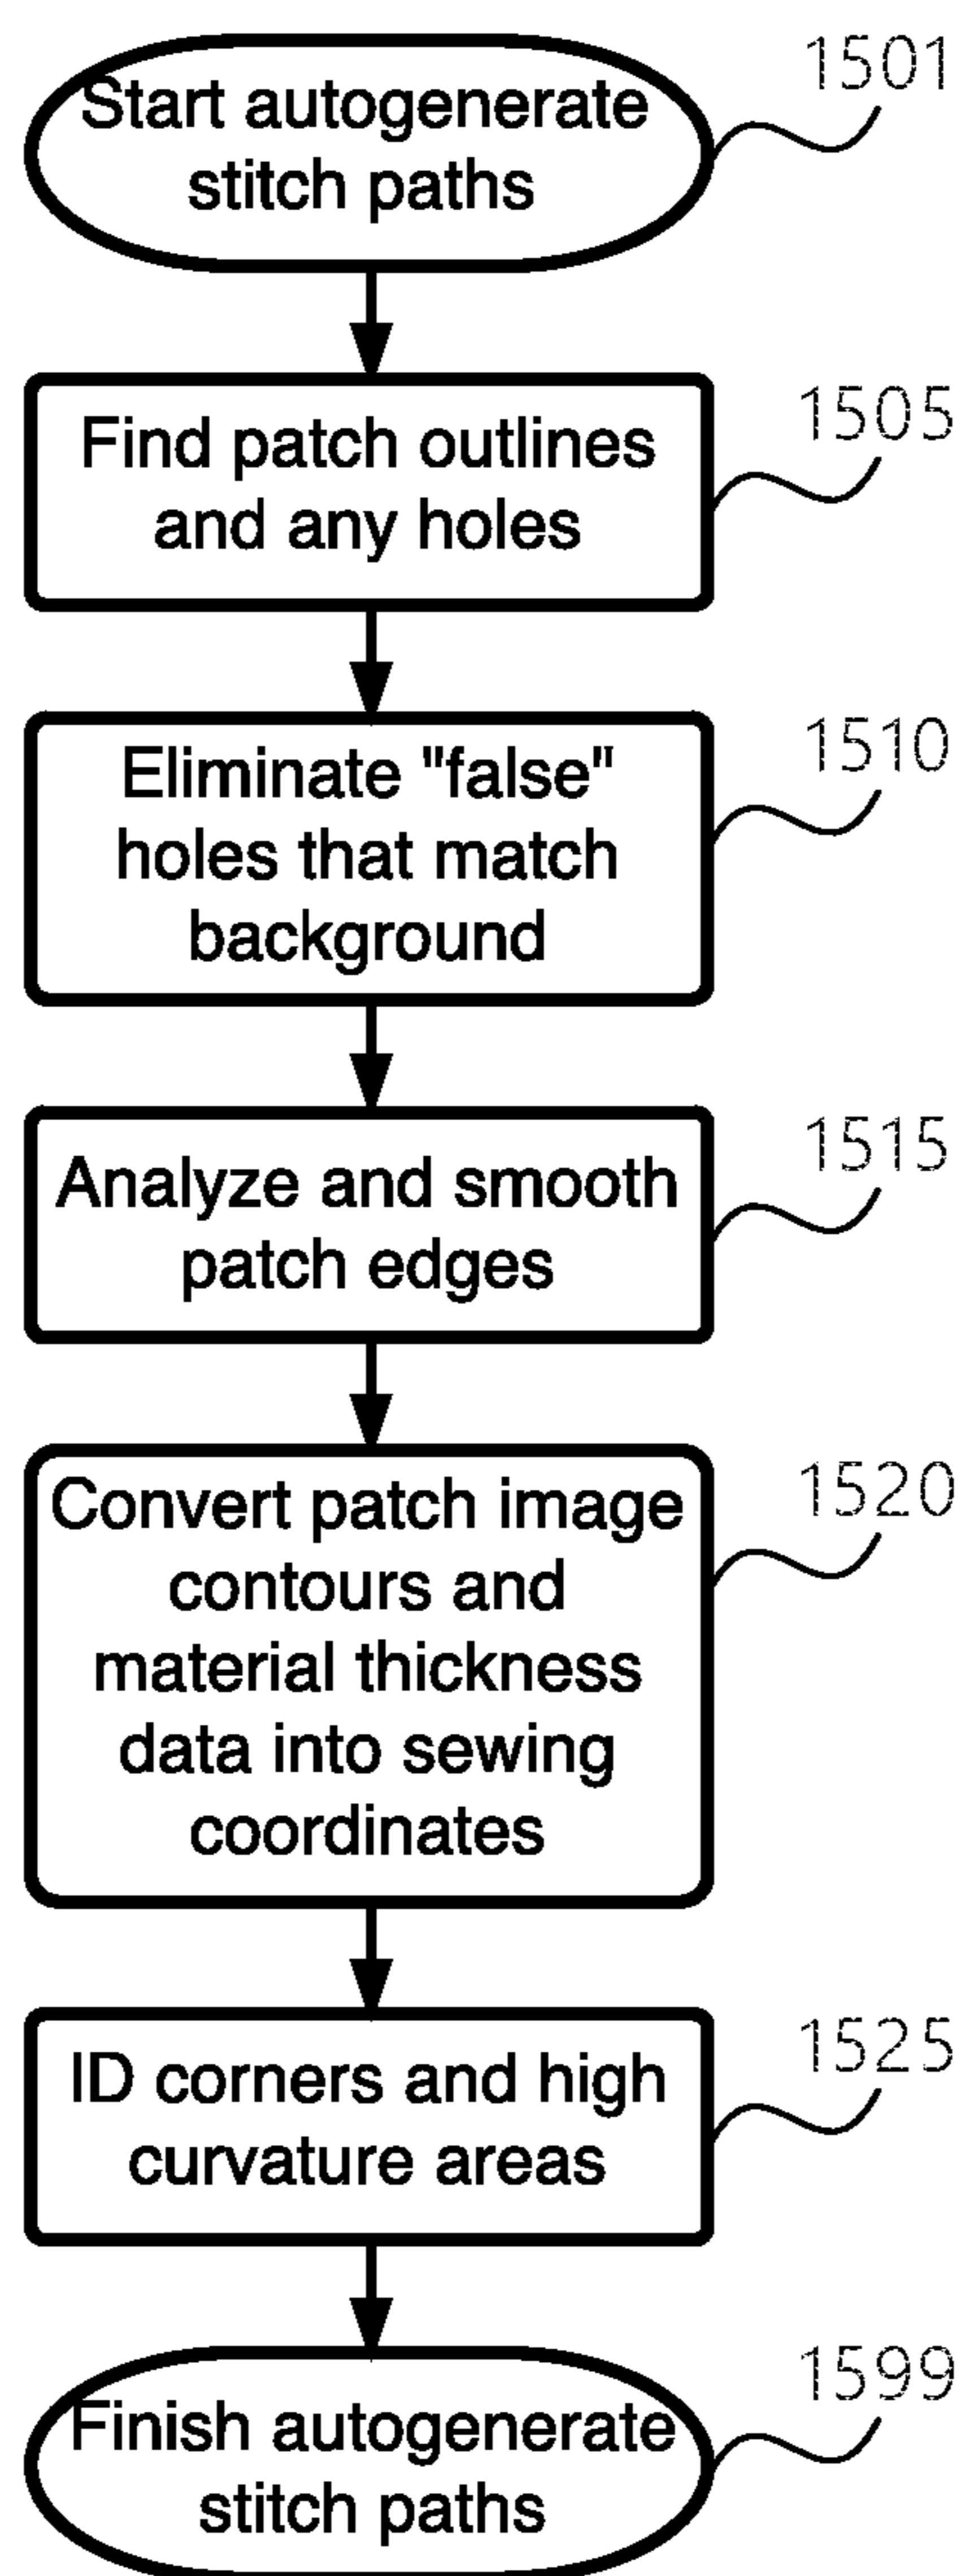 Start autogenerate
stitch paths
1501
Find patch outlines
and any holes
1505
Eliminate "false"
holes that match
background
1510
Analyze and smooth
patch edges
1515
Convert patch image
contours and
material thickness
data into sewing
coordinates
1520
ID corners and high
curvature areas
1525
Finish autogenerate
stitch paths
1599